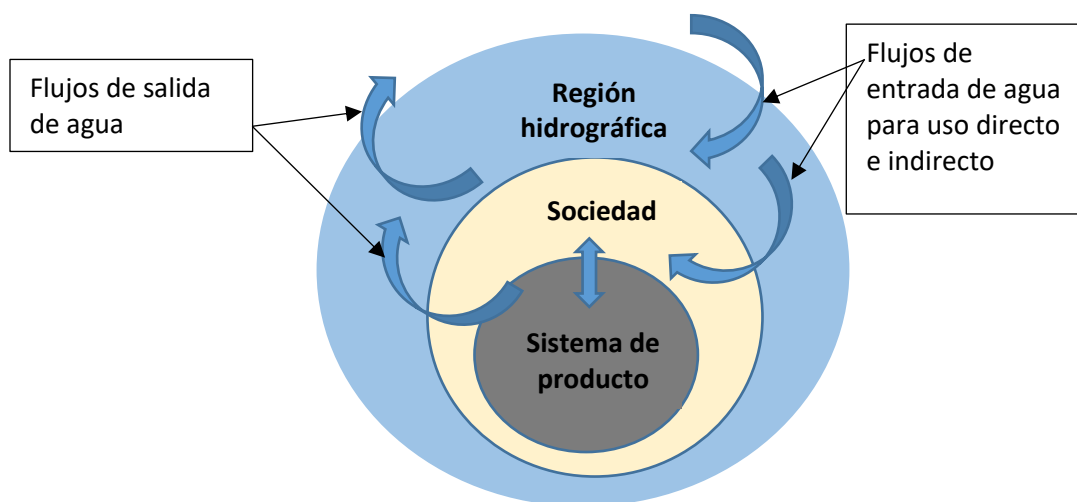 Flujos de salida
de agua
Región
hidrográfica
Flujos de
entrada de agua
para uso directo
e indirecto
Sociedad
Sistema de
producto